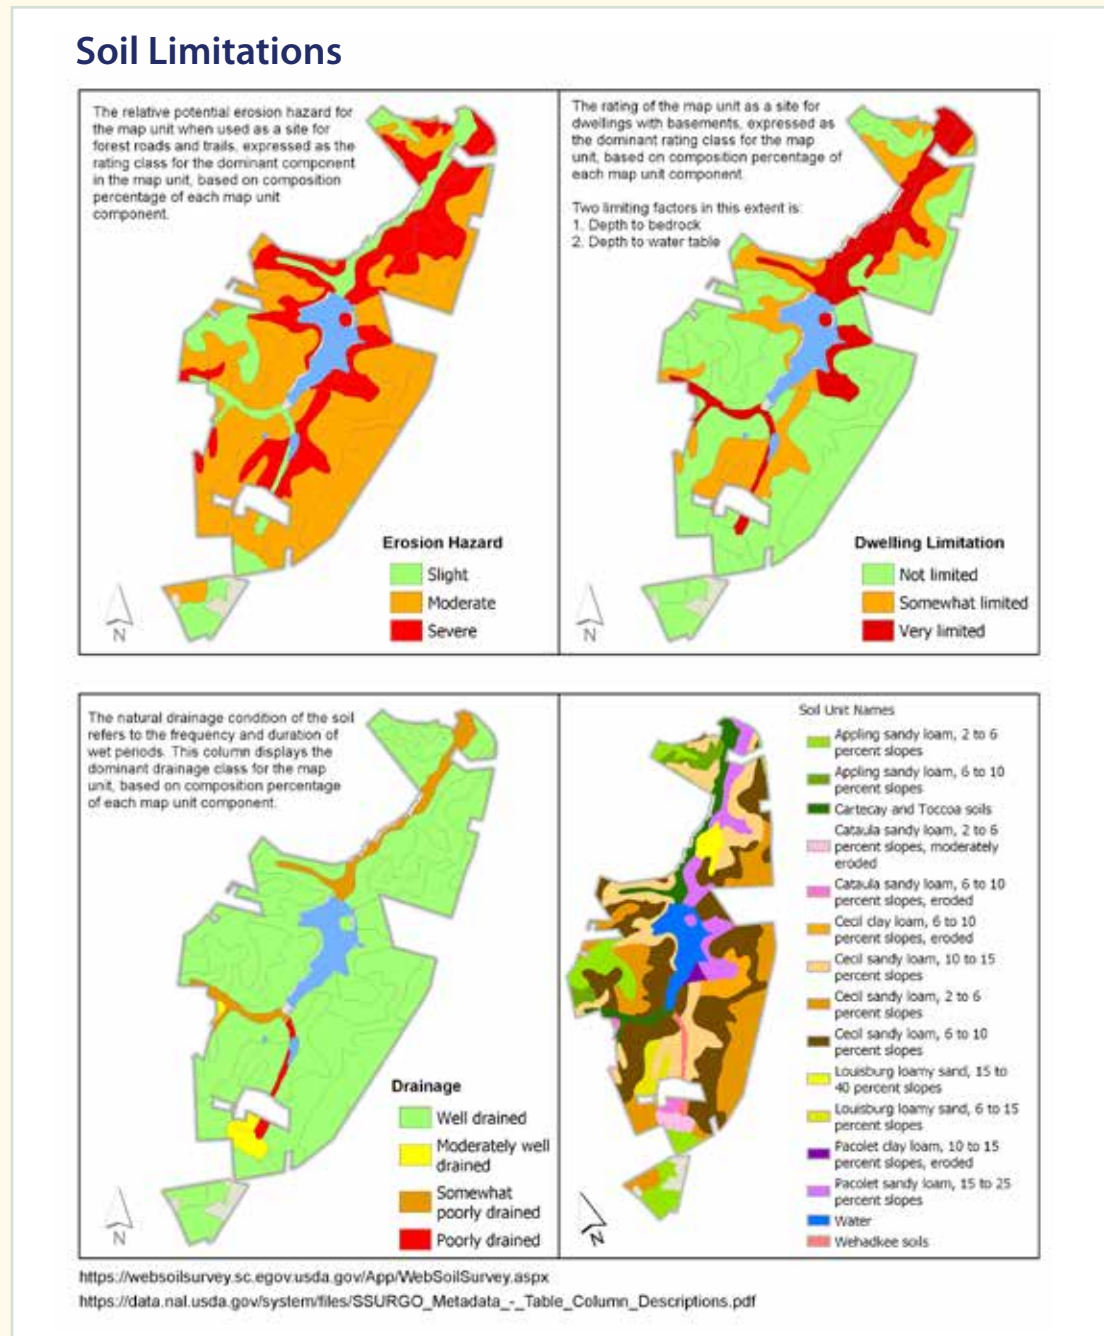 Soil Limitations
The relative potential erosion hazard for
the map unit when used as a site for
forest roads and trails, expressed as the
rating class for the dominant component
in the map unit, based on composition
percentage of each map unit
component.
Erosion Hazard
Slight
Moderate
Severe
N
The rating of the map unit as a site for
dwellings with basements, expressed as
the dominant rating class for the map
unit, based on composition percentage of
each map unit component
Two limiting factors in this extent is:
1. Depth to bedrock
2. Depth to water table
Dwelling Limitation
Not limited
Somewhat limited
Very limited
N
The natural drainage condition of the soil
refers to the frequency and duration of
wet periods. This column displays the
dominant drainage class for the map
unit, based on composition percentage
of each map unit component.
Drainage
Well drained
Moderately well
drained
Somewhat
poorly drained
Poorly drained
N
Soil Unit Names
Appling sandy loam, 2 to 6
percent slopes
Appling sandy loam, 6 to 10
percent slopes
Cartecay and Toccoa soils
Cataula sandy loam, 2 to 6
percent slopes, moderately
eroded
Cataula sandy loam, 6 to 10
percent slopes, eroded
Cecil clay loam, 6 to 10
percent slopes, eroded
Cecil sandy loam, 10 to 15
percent slopes
Cecil sandy loam, 2 to 6
percent slopes
Cecil sandy loam, 6 to 10
percent slopes
Louisburg loamy sand, 15 to
40 percent slopes
Louisburg loamy sand, 6 to 15
percent slopes
Pacolet clay loam, 10 to 15
percent slopes, eroded
Pacolet sandy loam, 15 to 25
percent slopes
Water
Wehadkee soils
N
https://websoilsurvey.sc.egov.usda.gov/App/WebSoilSurvey.aspx
https://data.nal.usda.gov/system/files/SSURGO_Metadata_-_Table_Column_Descriptions.pdf